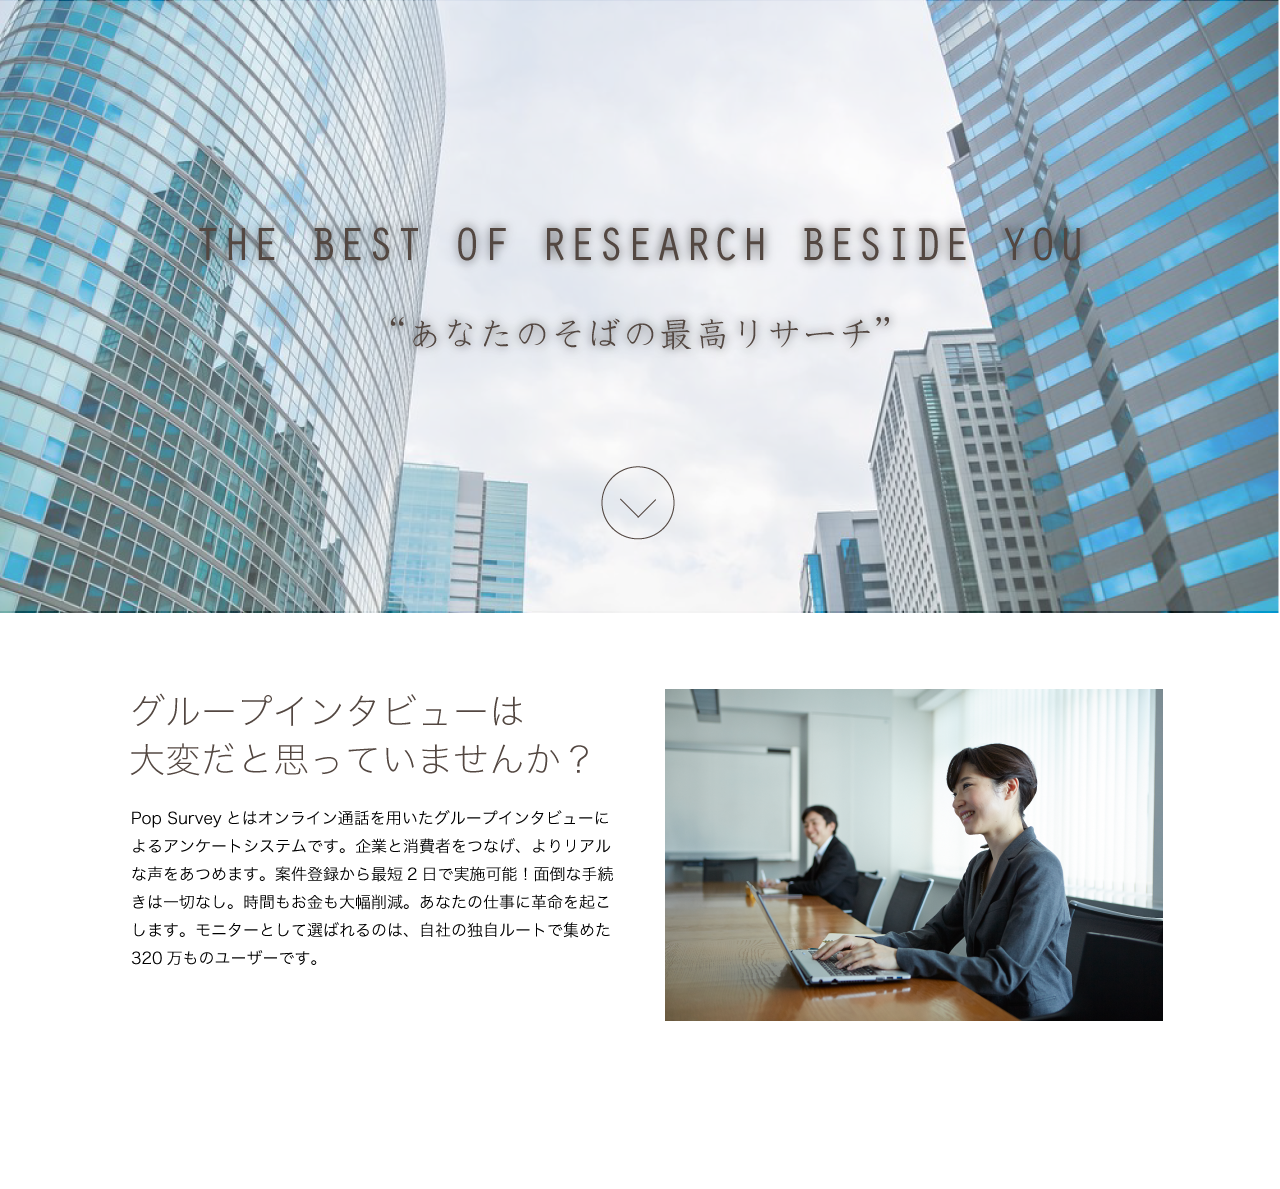 THE BEST OF RESEARCH BESIDE YOU
“あなたのそばの最高リサーチ”
グループインタビューは
大変だと思っていませんか？
Pop Survey とはオンライン通話を用いたグループインタビューに
よるアンケートシステムです。企業と消費者をつなげ、よりリアル
な声をあつめます。案件登録から最短 2 日で実施可能！面倒な手続
きは一切なし。時間もお金も大幅削減。あなたの仕事に革命を起こ
します。モニターとして選ばれるのは、自社の独自ルートで集めた
320 万ものユーザーです。